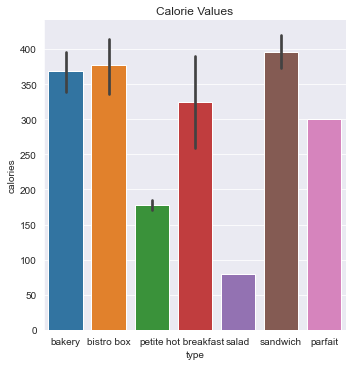 Calorie Values
400
350
300
250
200
150
100
50
0
calories
bakery bistro box petite hot breakfast salad sandwich parfait
type